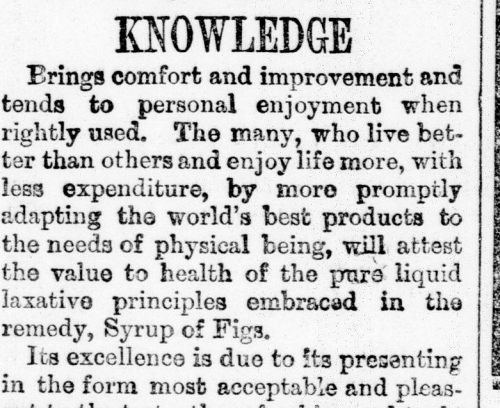 KNOWLEDGE
Brings comfort and improvement and
tends to personal enjoyment when
rightly used. The many, who live bet-
ter than others and enjoy life more, with
less expenditure, by more promptly
adapting the world's best products to
the needs of physical being, will attest
the value to health of the pure liquid
laxative principles embraced in the
remedy, Syrup of Figs.
Its excellence is due to its presenting
in the form most acceptable and pleas-